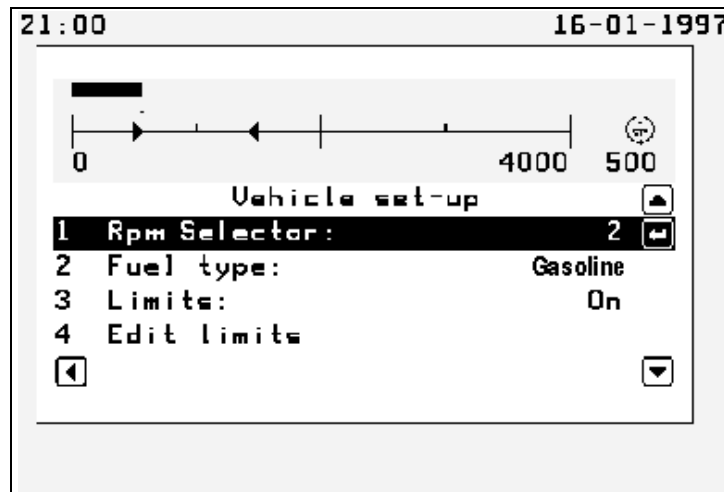 21:00 16-01-1997
0 4000 500
Vehicle set-up
1 Rpm Selector: 2
2 Fuel type: Gasoline
3 Limits: On
4 Edit limits